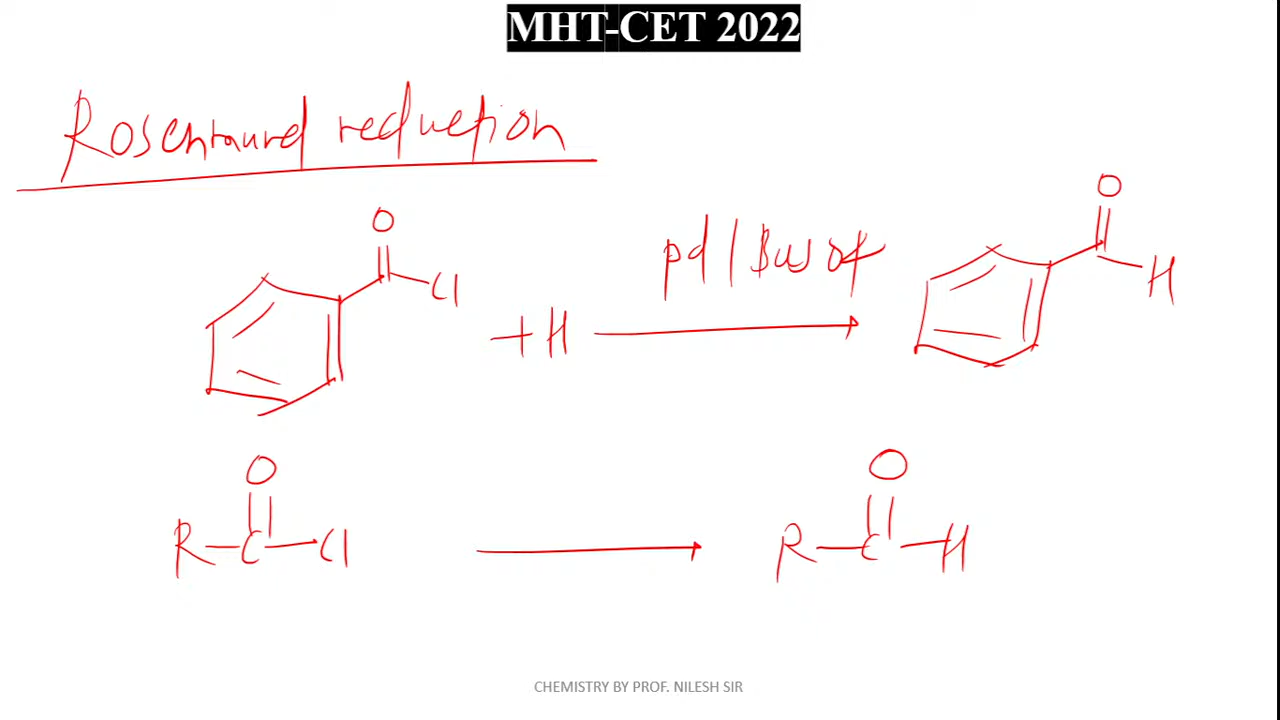 MHT-CET 2022
Rosenmund reduction
O
Cl
+ H
pd / BasO4
O
H
O
R-C-Cl
O
R-C-H
CHEMISTRY BY PROF. NILESH SIR